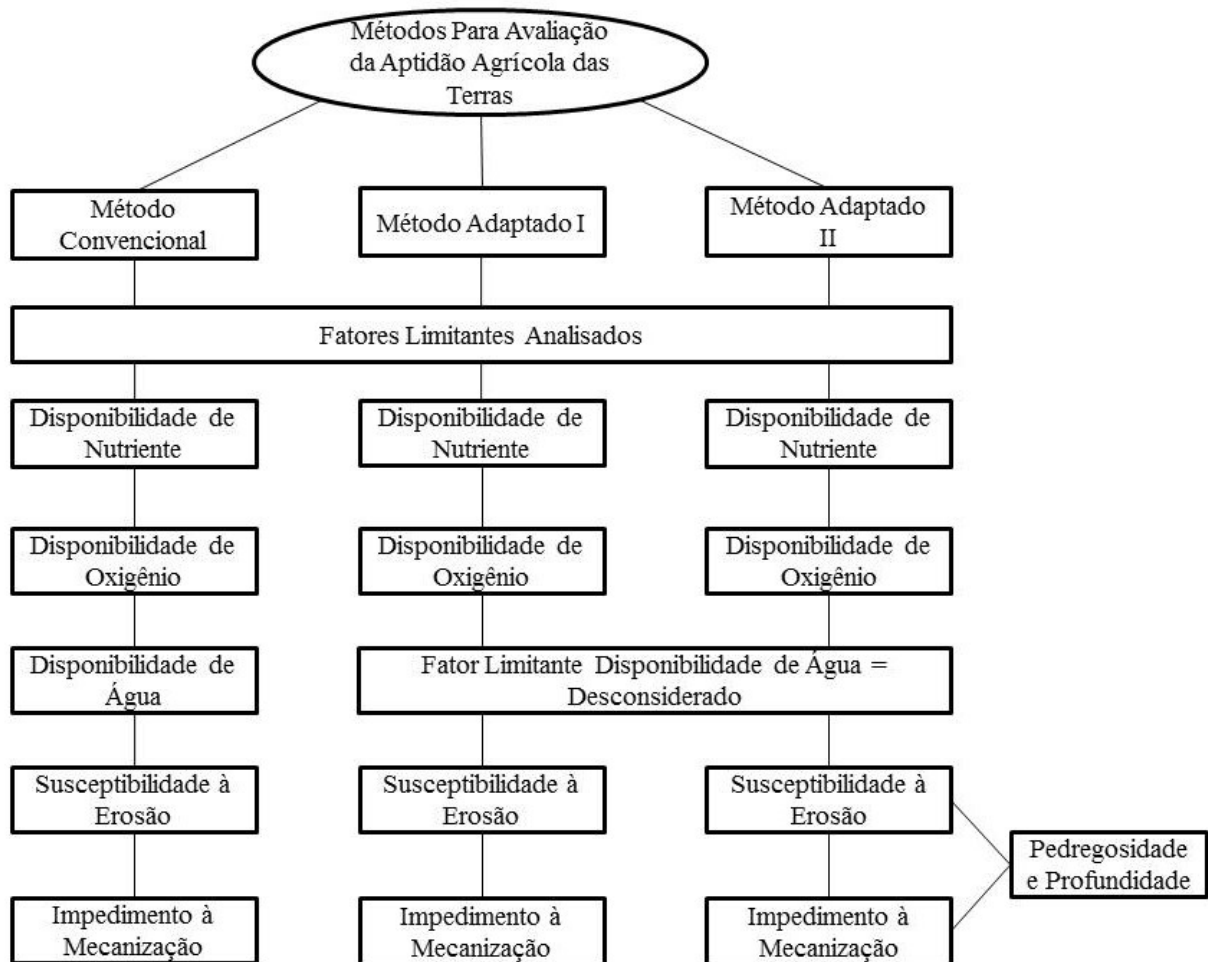 Métodos Para Avaliação
da Aptidão Agrícola das
Terras
Método
Convencional
Método Adaptado I
Método Adaptado
II
Fatores Limitantes Analisados
Disponibilidade de
Nutriente
Disponibilidade de
Nutriente
Disponibilidade de
Nutriente
Disponibilidade de
Oxigênio
Disponibilidade de
Oxigênio
Disponibilidade de
Oxigênio
Disponibilidade de
Água
Fator Limitante Disponibilidade de Água =
Desconsiderado
Susceptibilidade à
Erosão
Susceptibilidade à
Erosão
Susceptibilidade à
Erosão
Pedregosidade
e Profundidade
Impedimento à
Mecanização
Impedimento à
Mecanização
Impedimento à
Mecanização